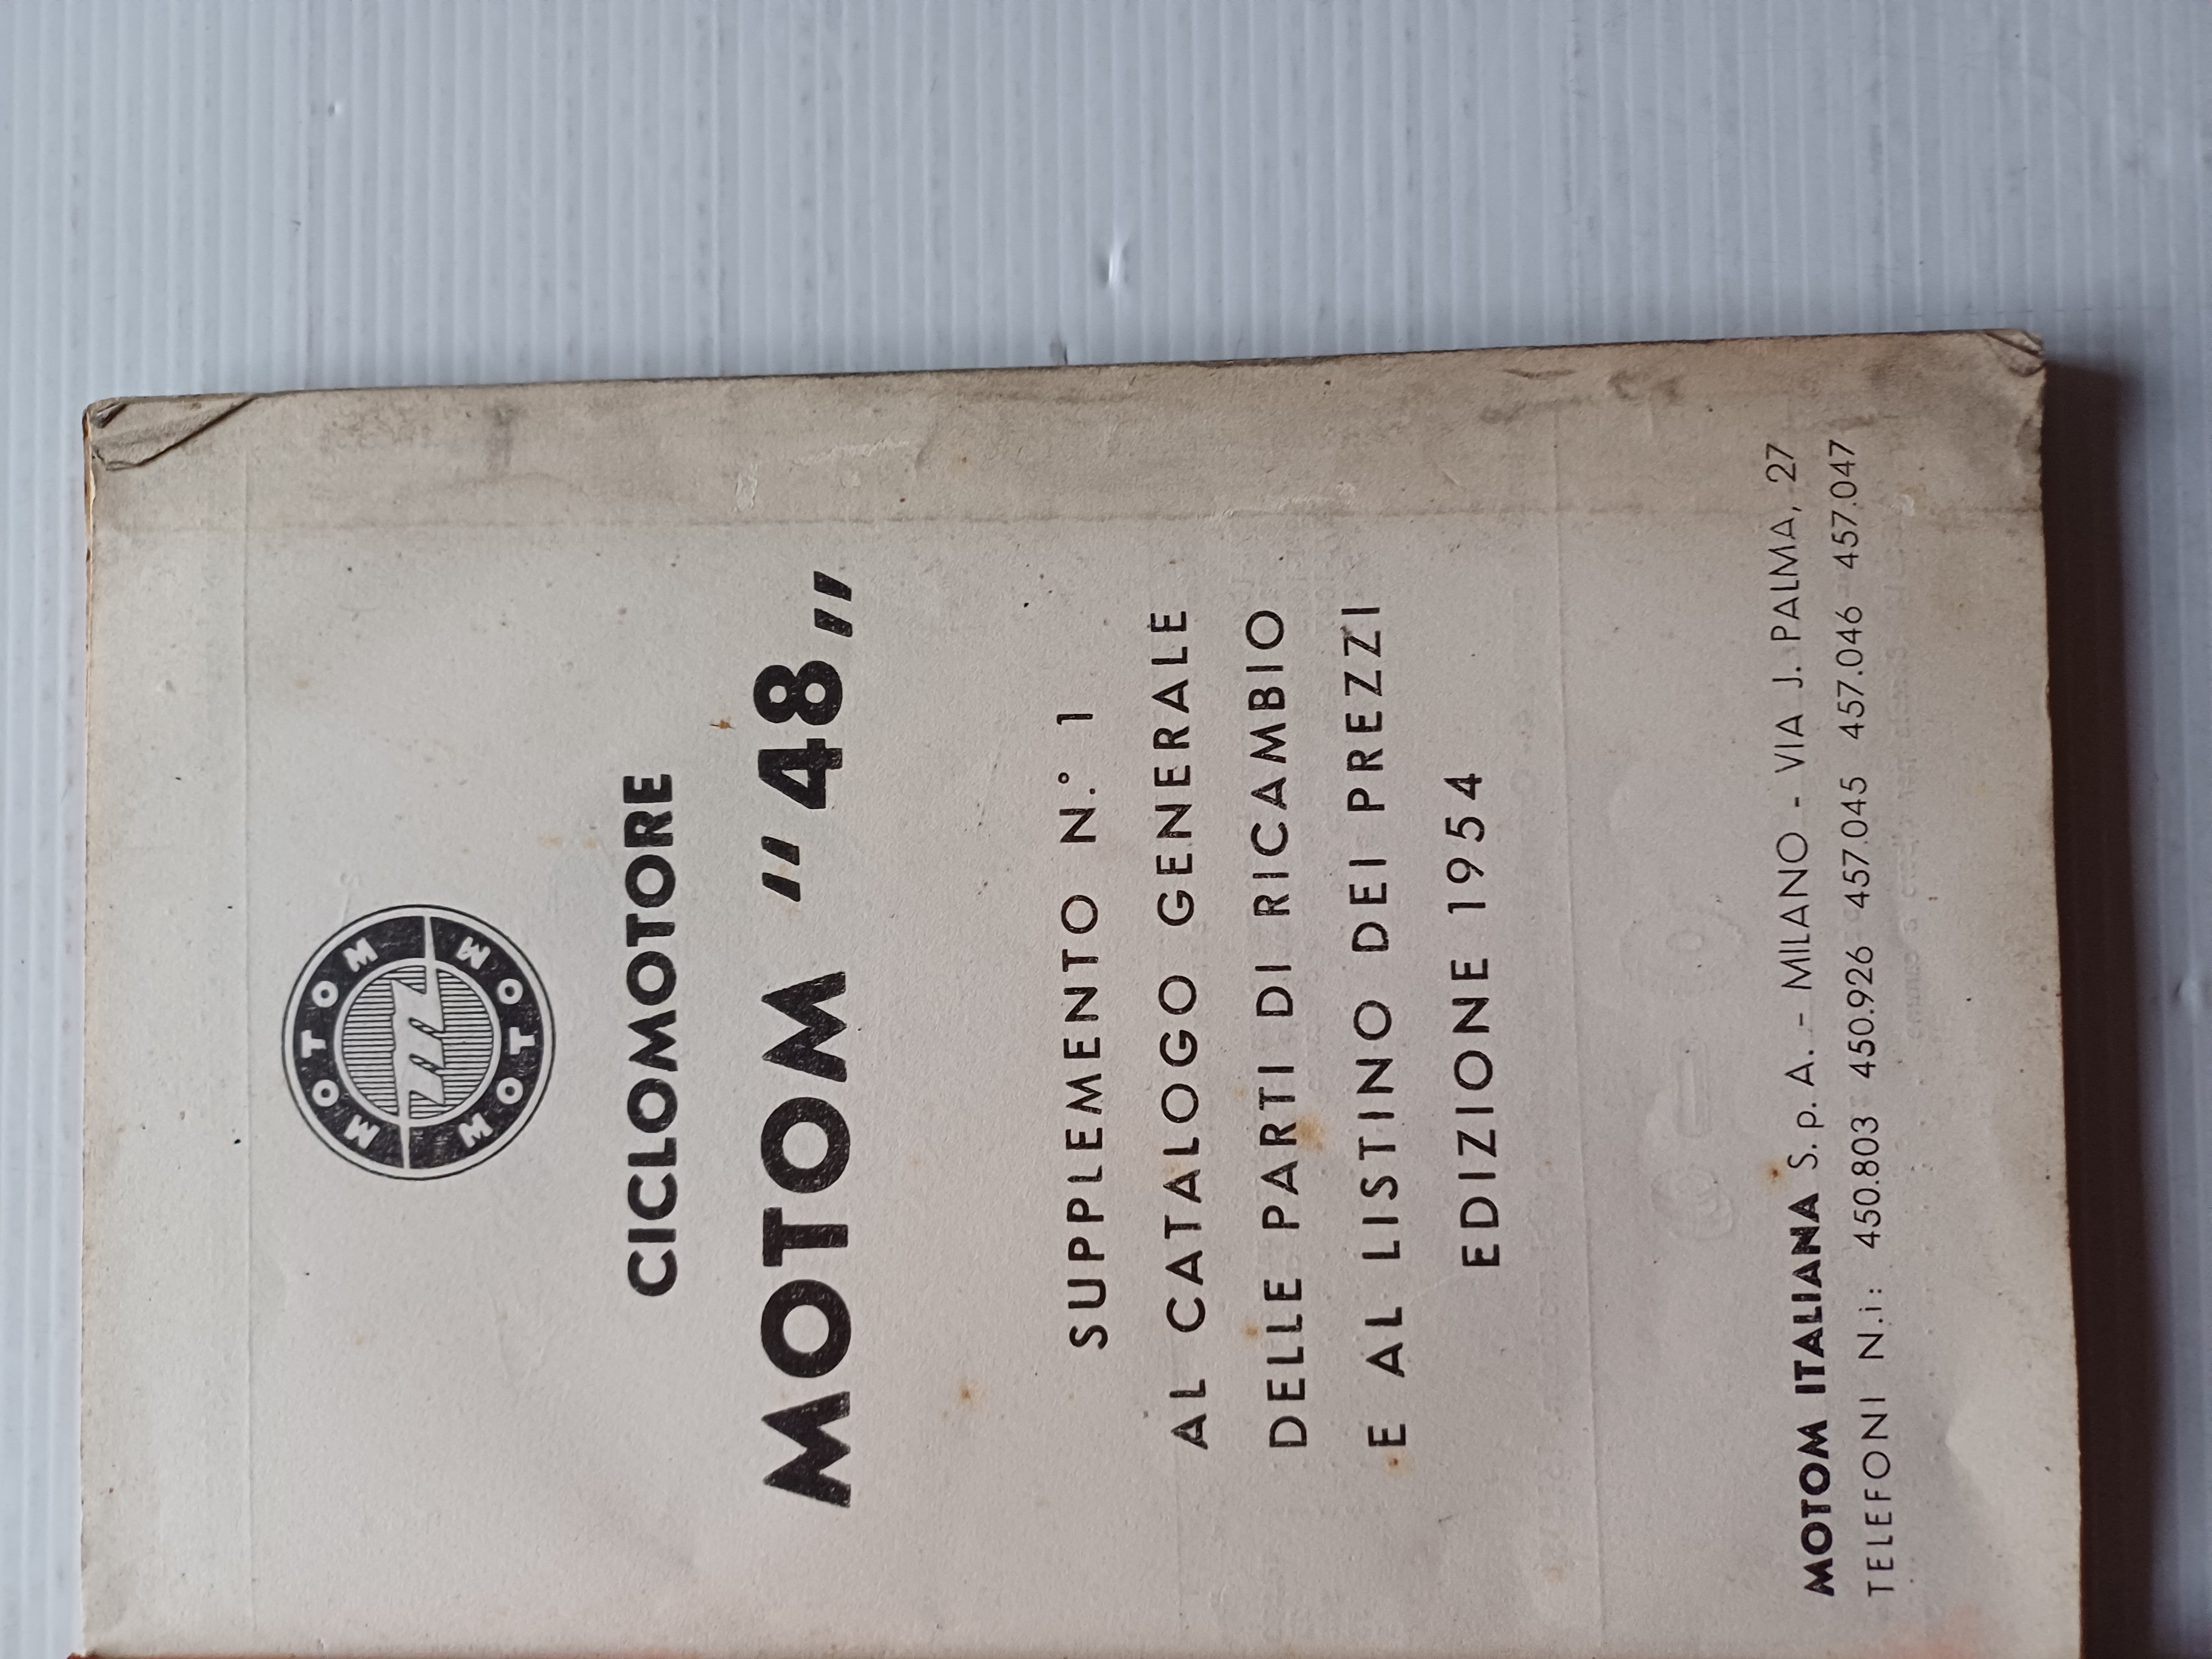 MOTOM
MOTOM
CICLOMOTORE
MOTOM "48"
SUPPLEMENTO N.° 1
AL CATALOGO GENERALE
DELLE PARTI DI RICAMBIO
E AL LISTINO DEI PREZZI
EDIZIONE 1954
MOTOM ITALIANA S.p.A. - MILANO - VIA J. PALMA, 27
TELEFONI N.i: 450.803 450.926 457.045 457.046 457.047